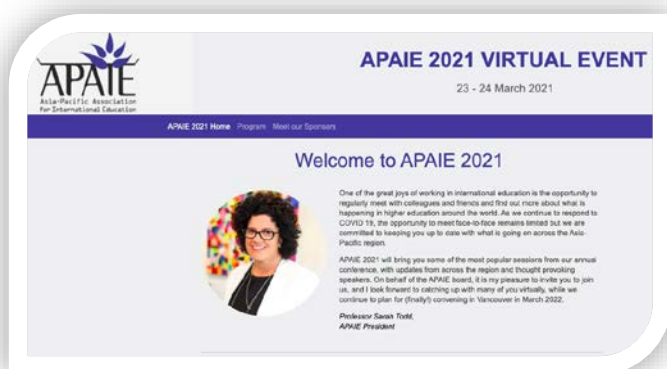 APAIE
Asia-Pacific Association
for International Education
APAIE 2021 VIRTUAL EVENT
23 - 24 March 2021
APAIE 2021 Home Program Meet our Sponsors
Welcome to APAIE 2021
One of the great joys of working in international education is the opportunity to
regularly meet with colleagues and friends and find out more about what is
happening in higher education around the world. As we continue to respond to
COVID 19, the opportunity to meet face-to-face remains limited but we are
committed to keeping you up to date with what is going on across the Asia-
Pacific region.
APAIE 2021 will bring you some of the most popular sessions from our annual
conference, with updates from across the region and thought provoking
speakers. On behalf of the APAIE board, it is my pleasure to invite you to join
us, and I look forward to catching up with many of you virtually, while we
continue to plan for (finally!) convening in Vancouver in March 2022.
Professor Sarah Todd,
APAIE President